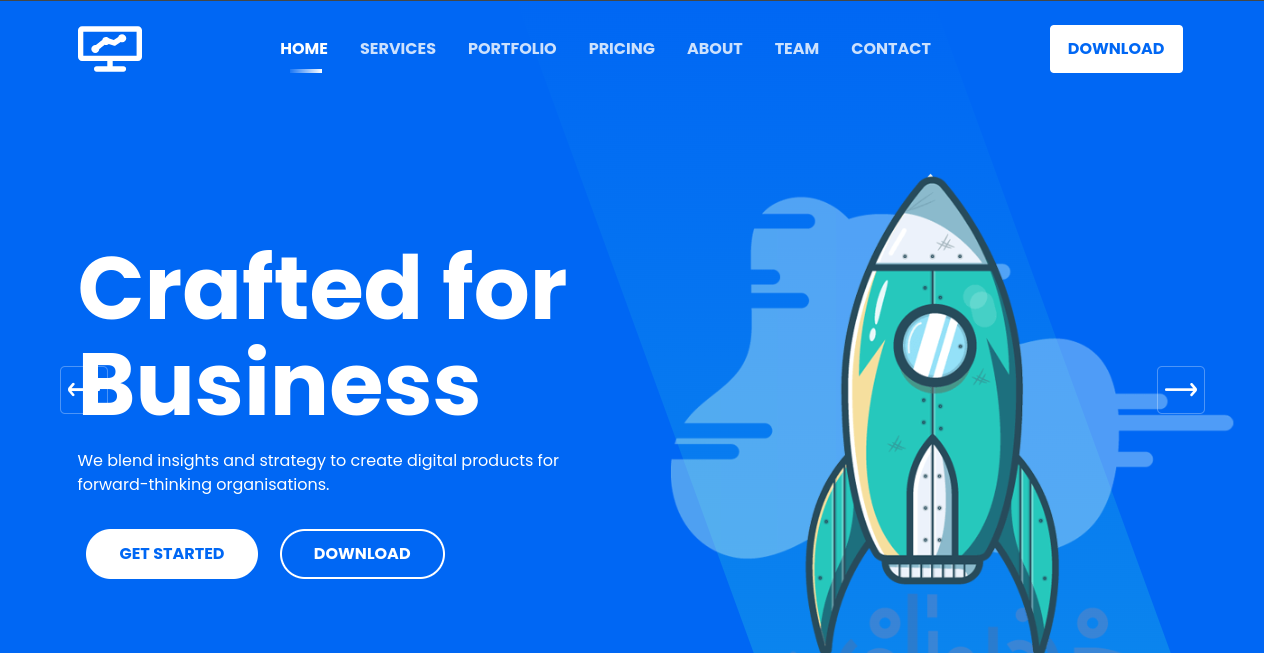 HOME SERVICES PORTFOLIO PRICING ABOUT TEAM CONTACT DOWNLOAD
Crafted for
Business
We blend insights and strategy to create digital products for
forward-thinking organisations.
GET STARTED DOWNLOAD